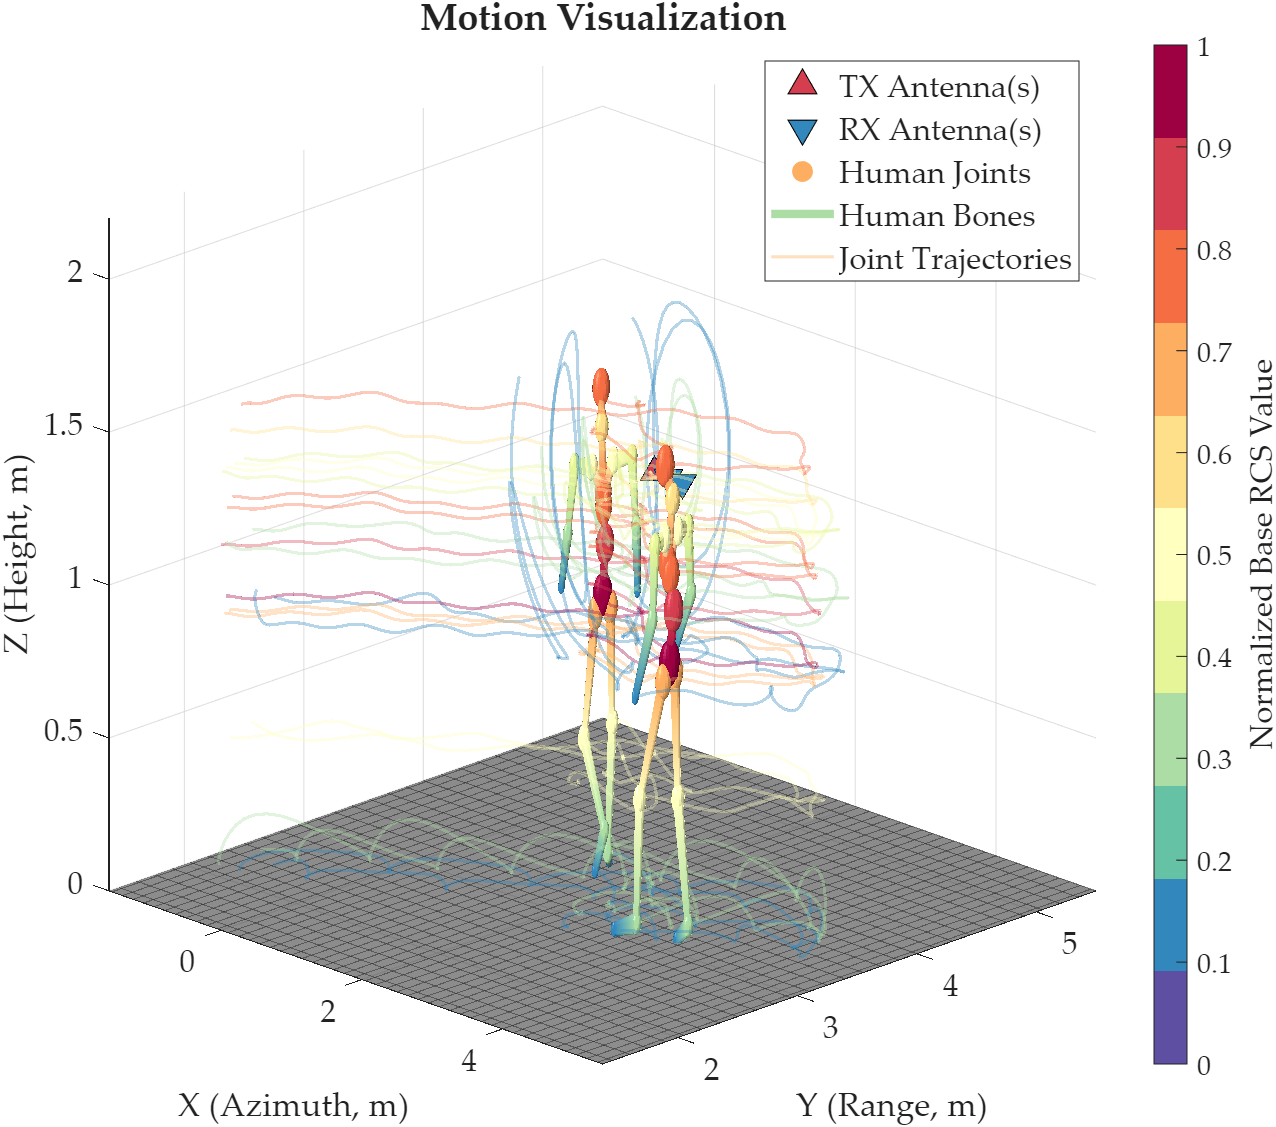 Motion Visualization
TX Antenna(s)
RX Antenna(s)
Human Joints
Human Bones
Joint Trajectories
2
1.5
1
0.5
0
Z (Height, m)
0
2
4
X (Azimuth, m)
2
3
4
5
Y (Range, m)
1
0.9
0.8
0.7
0.6
0.5
0.4
0.3
0.2
0.1
0
Normalized Base RCS Value